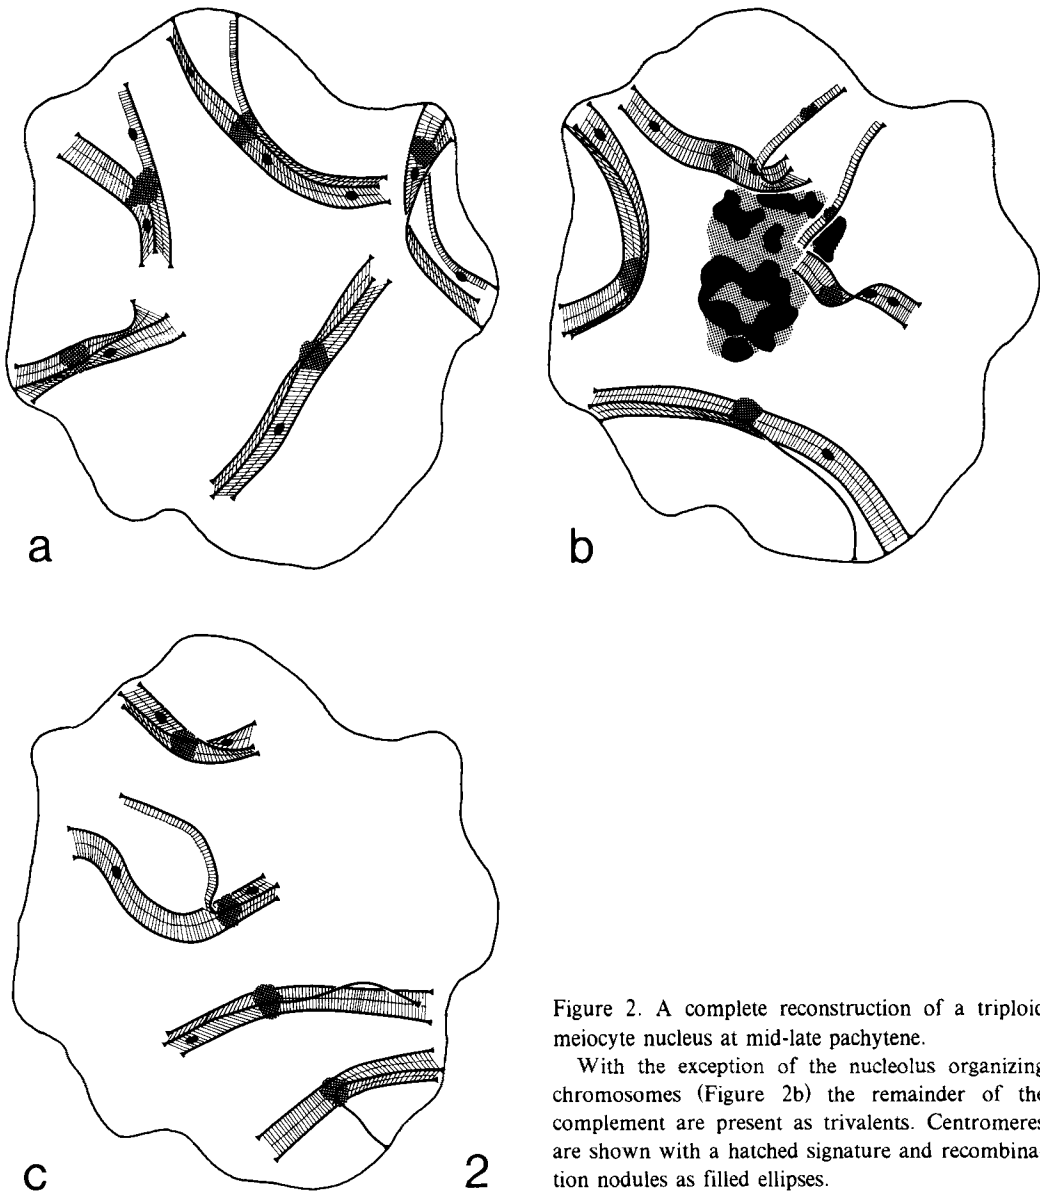 a
b
c
2
Figure 2. A complete reconstruction of a triploid
meiocyte nucleus at mid-late pachytene.
With the exception of the nucleolus organizing
chromosomes (Figure 2b) the remainder of the
complement are present as trivalents. Centromeres
are shown with a hatched signature and recombina-
tion nodules as filled ellipses.